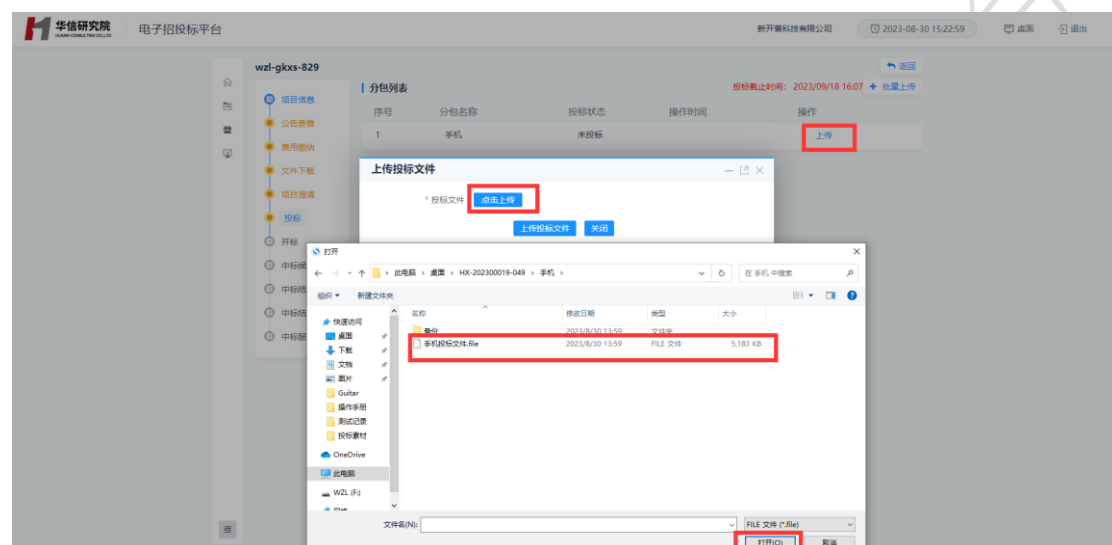 华信研究院 电子招投标平台 新开普科技有限公司 2023-08-30 15:22:59 桌面 退出
wzl-gkxs-829 返回
分包列表 投标截止时间: 2023/09/18 16:07 + 批量上传
项目信息
序号 分包名称 投标状态 操作时间 操作
公告查看
1 手机 未投标 上传
费用缴纳
文件下载
上传投标文件
项目澄清
* 投标文件 点击上传
投标
上传投标文件 关闭
开标
打开
中标候
此电脑 › 桌面 › HX-202300019-049 › 手机 › 在 手机 中搜索
中标结
组织 新建文件夹
中标结
名称 修改日期 类型 大小
快速访问
备份 2023/8/30 13:59 文件夹
中标服
桌面
手机投标文件.file 2023/8/30 13:59 FILE 文件 5,183 KB
下载
文档
图片
Guitar
操作手册
测试记录
投标素材
OneDrive
此电脑
WZL (F:)
文件名(N): FILE 文件 (*.file)
打开(O) 取消